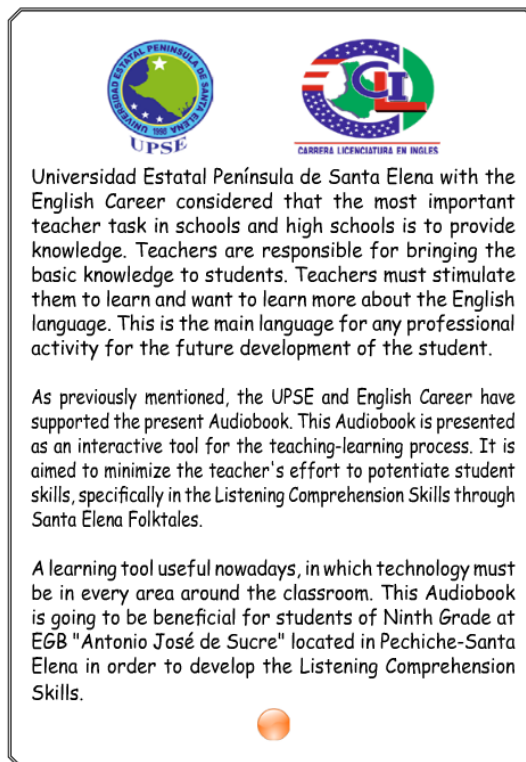 UNIVERSIDAD ESTATAL PENINSULA DE SANTA ELENA
1998
UPSE
CLI
CARRERA LICENCIATURA EN INGLES
Universidad Estatal Península de Santa Elena with the
English Career considered that the most important
teacher task in schools and high schools is to provide
knowledge. Teachers are responsible for bringing the
basic knowledge to students. Teachers must stimulate
them to learn and want to learn more about the English
language. This is the main language for any professional
activity for the future development of the student.
As previously mentioned, the UPSE and English Career have
supported the present Audiobook. This Audiobook is presented
as an interactive tool for the teaching-learning process. It is
aimed to minimize the teacher's effort to potentiate student
skills, specifically in the Listening Comprehension Skills through
Santa Elena Folktales.
A learning tool useful nowadays, in which technology must
be in every area around the classroom. This Audiobook
is going to be beneficial for students of Ninth Grade at
EGB "Antonio José de Sucre" located in Pechiche-Santa
Elena in order to develop the Listening Comprehension
Skills.